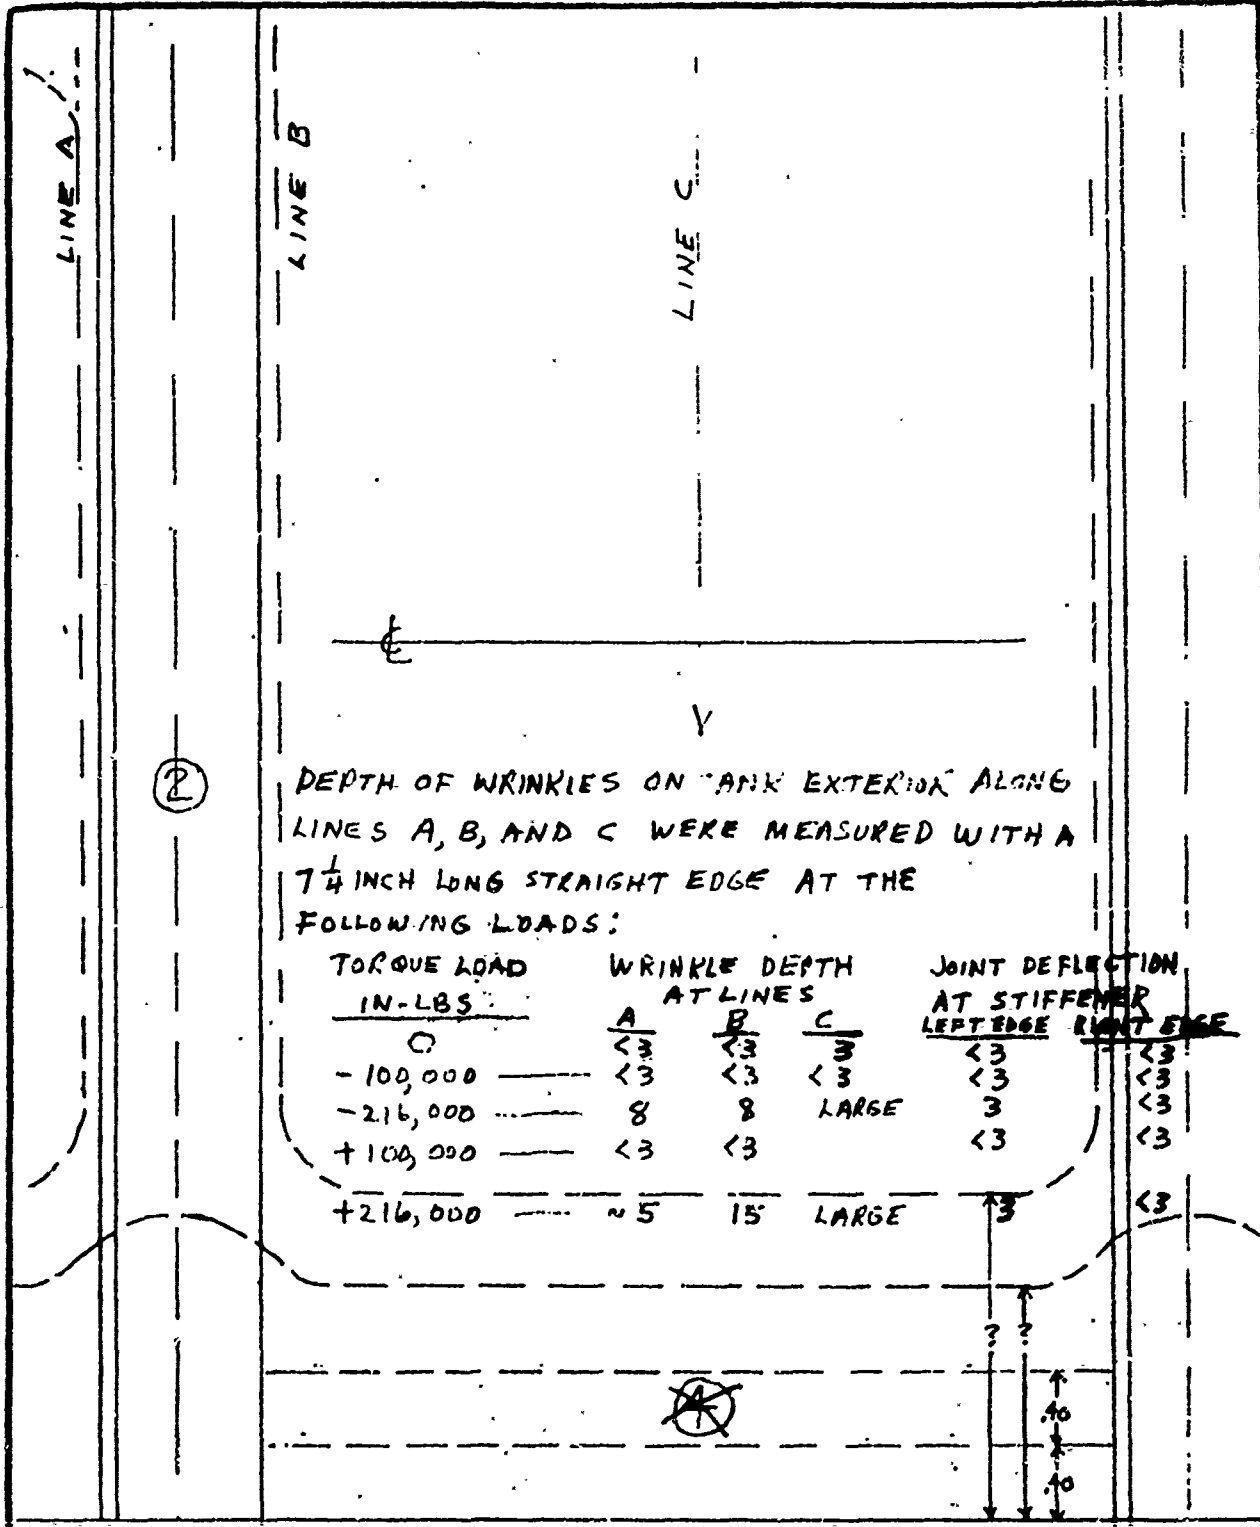 LINE A
LINE B
LINE C
℄
Y
2
DEPTH OF WRINKLES ON ANK EXTERIOR ALONG
LINES A, B, AND C WERE MEASURED WITH A
7 1/4 INCH LONG STRAIGHT EDGE AT THE
FOLLOWING LOADS:
TORQUE LOAD WRINKLE DEPTH JOINT DEFLECTION
IN-LBS AT LINES AT STIFFENER
A B C LEFT EDGE RIGHT EDGE
0 <3 <3 3 <3 <3
- 100,000 <3 <3 <3 <3 <3
-216,000 8 8 LARGE 3 <3
+100,000 <3 <3 <3 <3
+216,000 ~5 15 LARGE 3 <3
? ?
.40
.40